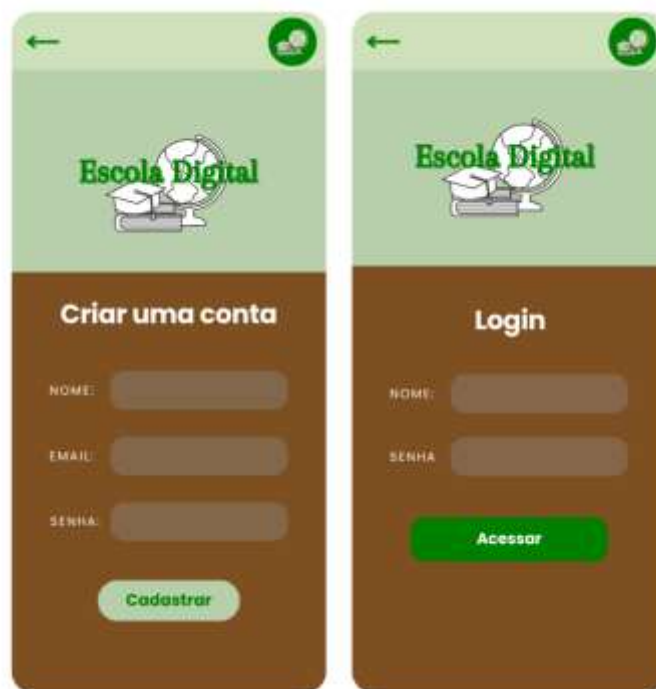 Escola Digital
Criar uma conta
NOME:
EMAIL:
SENHA:
Cadastrar
Escola Digital
Login
NOME:
SENHA
Acessar